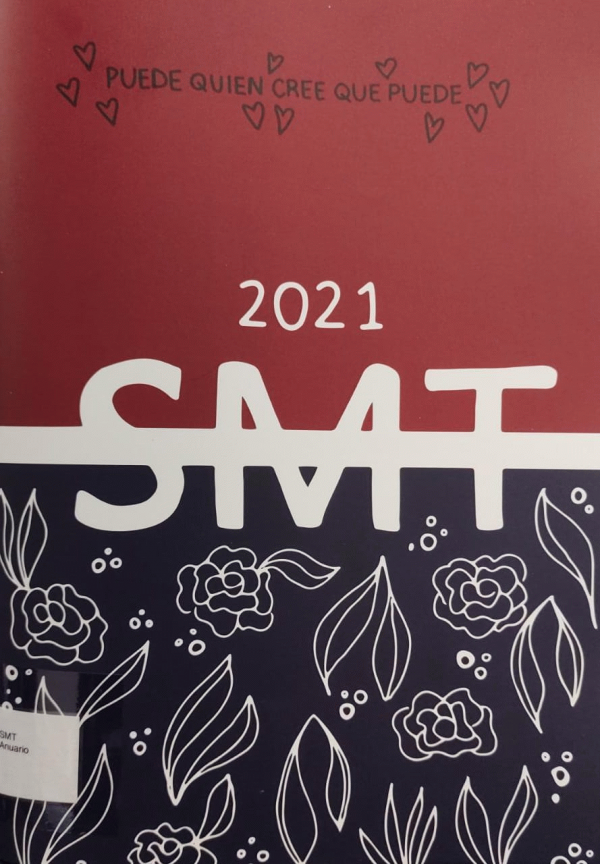 PUEDE QUIEN CREE QUE PUEDE
2021
SMT
SMT
Anuario